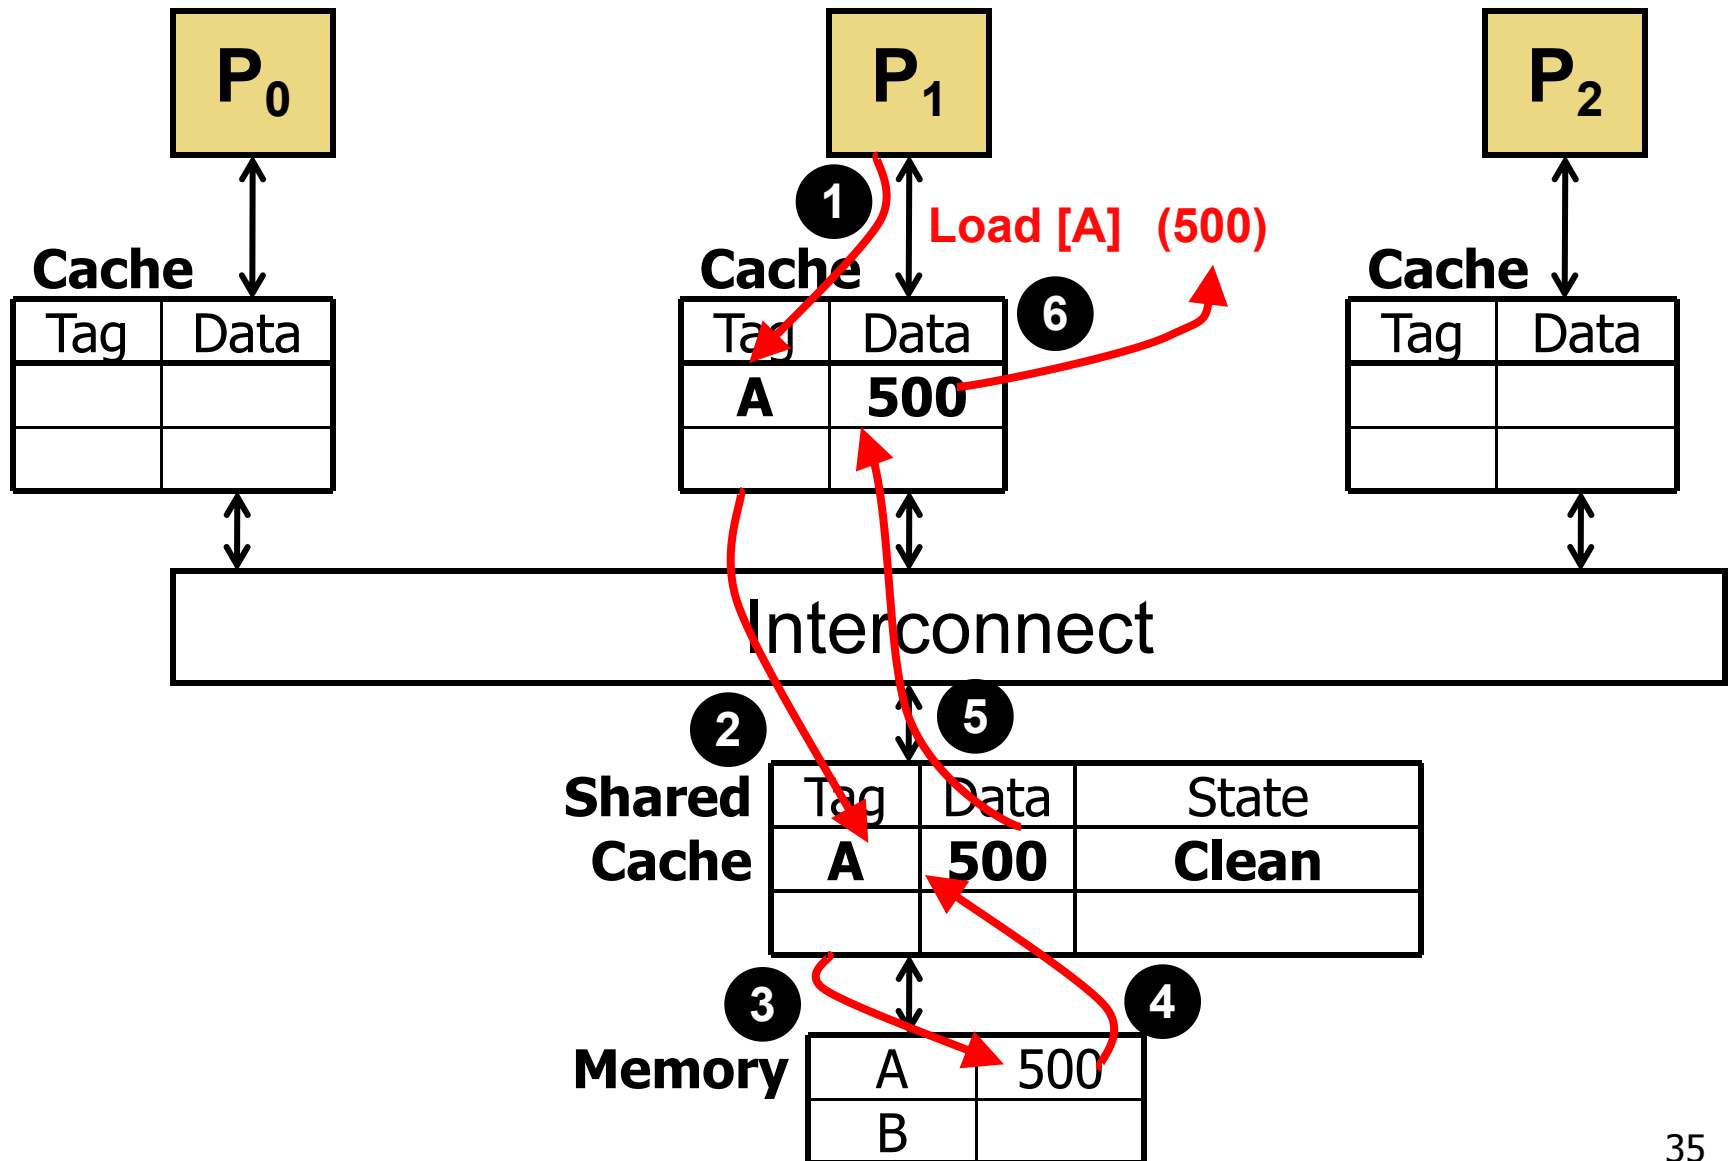 P0 P1 P2
1
Load [A] (500)
Cache Cache Cache
6
Tag Data Tag Data Tag Data
A 500
Interconnect
2 5
Shared Cache
Tag Data State
A 500 Clean
3 4
Memory
A 500
B
35